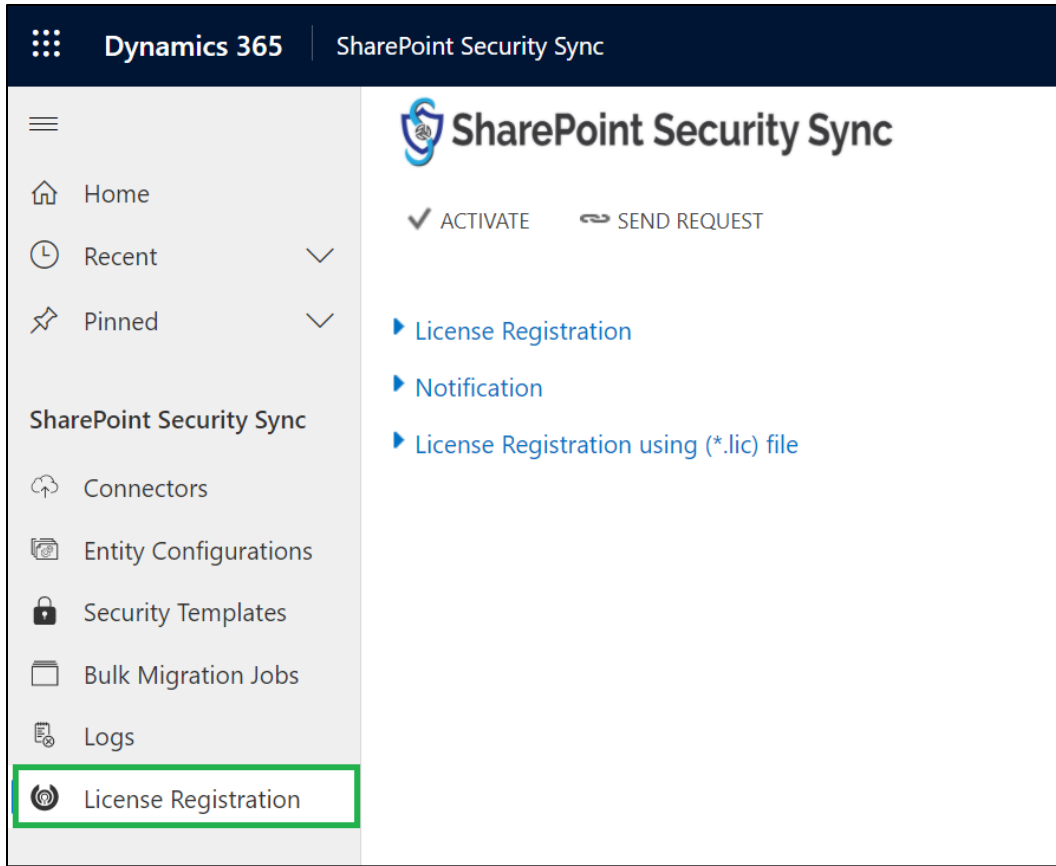 Dynamics 365 SharePoint Security Sync
SharePoint Security Sync
ACTIVATE SEND REQUEST
Home
Recent
Pinned
SharePoint Security Sync
Connectors
Entity Configurations
Security Templates
Bulk Migration Jobs
Logs
License Registration
License Registration
Notification
License Registration using (*.lic) file